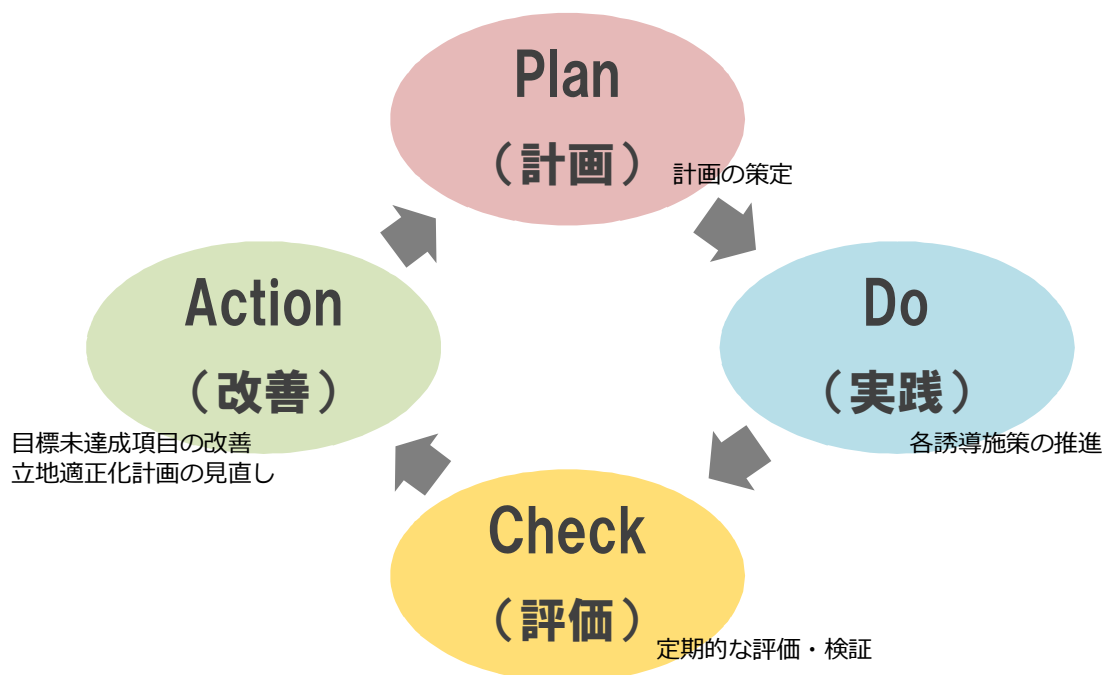 Plan
（計画）
計画の策定
Do
（実践）
各誘導施策の推進
Check
（評価）
定期的な評価・検証
Action
（改善）
目標未達成項目の改善
立地適正化計画の見直し